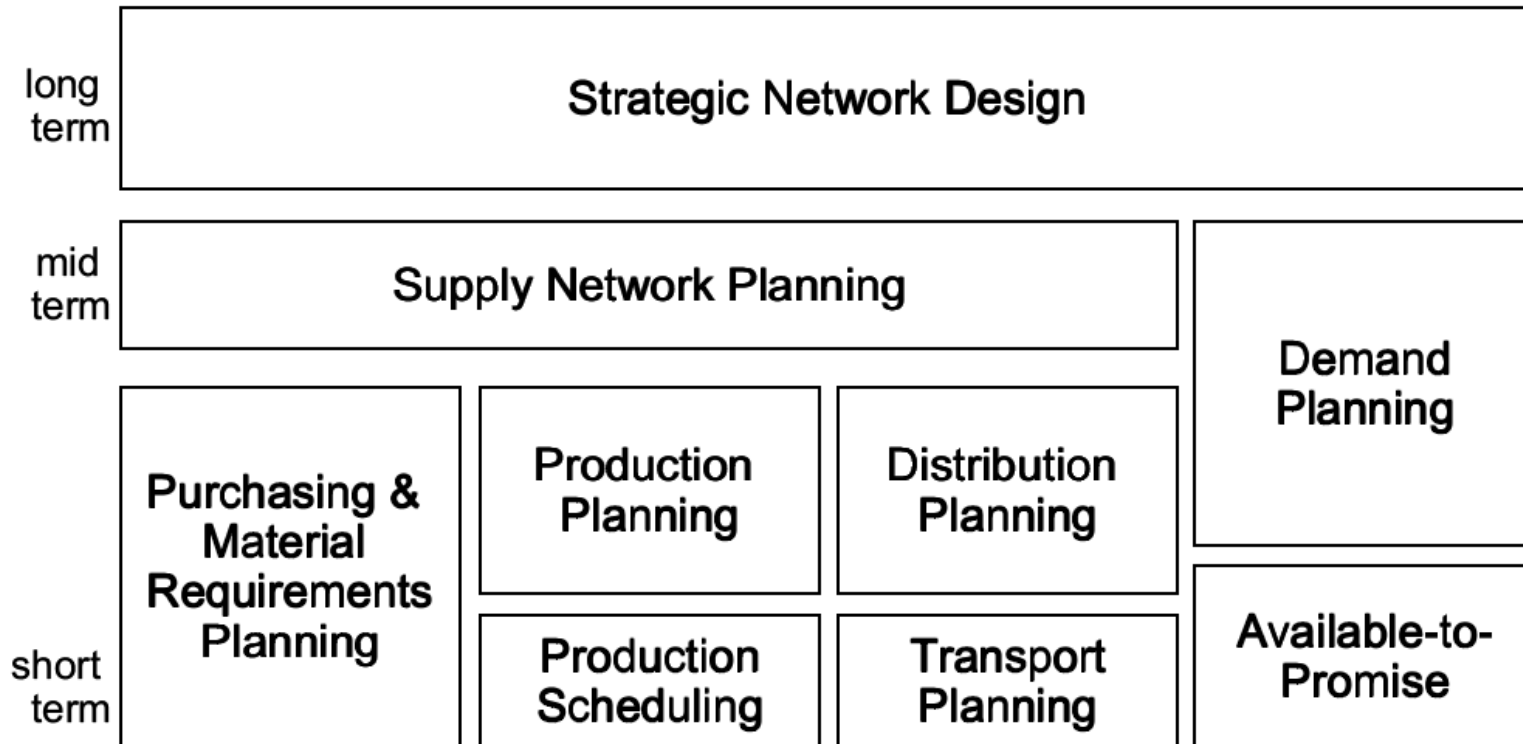 long
term
Strategic Network Design
mid
term
Supply Network Planning
Demand
Planning
Purchasing &
Material
Requirements
Planning
Production
Planning
Distribution
Planning
short
term
Production
Scheduling
Transport
Planning
Available-to-
Promise